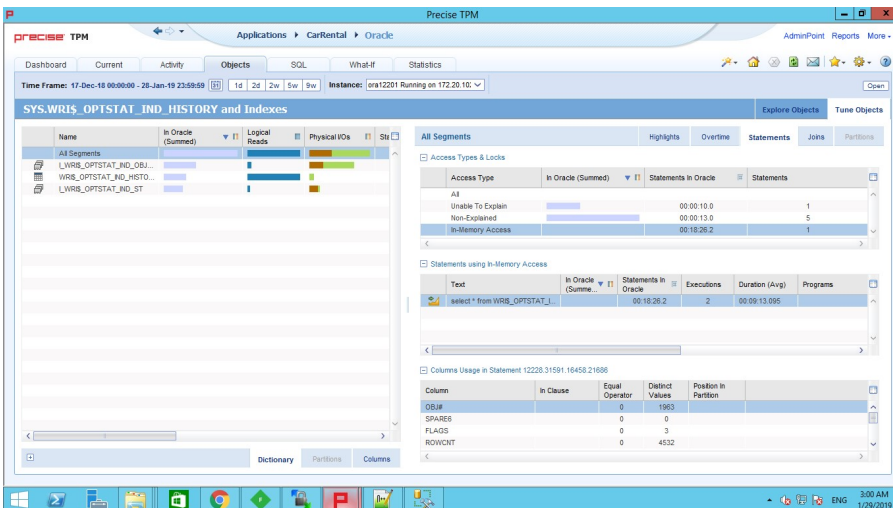 Precise TPM
precise TPM
Applications CarRental Oracle
AdminPoint Reports More
Dashboard Current Activity Objects SQL What-If Statistics
Time Frame: 17-Dec-18 00:00:00 - 28-Jan-19 23:59:59 1d 2d 2w 5w 9w Instance: ora12201 Running on 172.20.10: Open
SYS.WRI$_OPTSTAT_IND_HISTORY and Indexes
Explore Objects Tune Objects
Name In Oracle (Summed) Logical Reads Physical I/Os Sta
All Segments
I_WRI$_OPTSTAT_IND_OBJ...
WRI$_OPTSTAT_IND_HISTO...
I_WRI$_OPTSTAT_IND_ST
Dictionary Partitions Columns
All Segments Highlights Overtime Statements Joins Partitions
Access Types & Locks
Access Type In Oracle (Summed) Statements In Oracle Statements
All
Unable To Explain 00:00:10.0 1
Non-Explained 00:00:13.0 5
In-Memory Access 00:18:26.2 1
Statements using In-Memory Access
Text In Oracle (Summe... Statements In Oracle Executions Duration (Avg) Programs
select * from WRI$_OPTSTAT_I... 00:18:26.2 2 00:09:13.095
Columns Usage in Statement 12228.31591.16458.21686
Column In Clause Equal Operator Distinct Values Position In Partition
OBJ# 0 1963
SPARE6 0 0
FLAGS 0 3
ROWCNT 0 4532
ENG 3:00 AM
1/29/2019